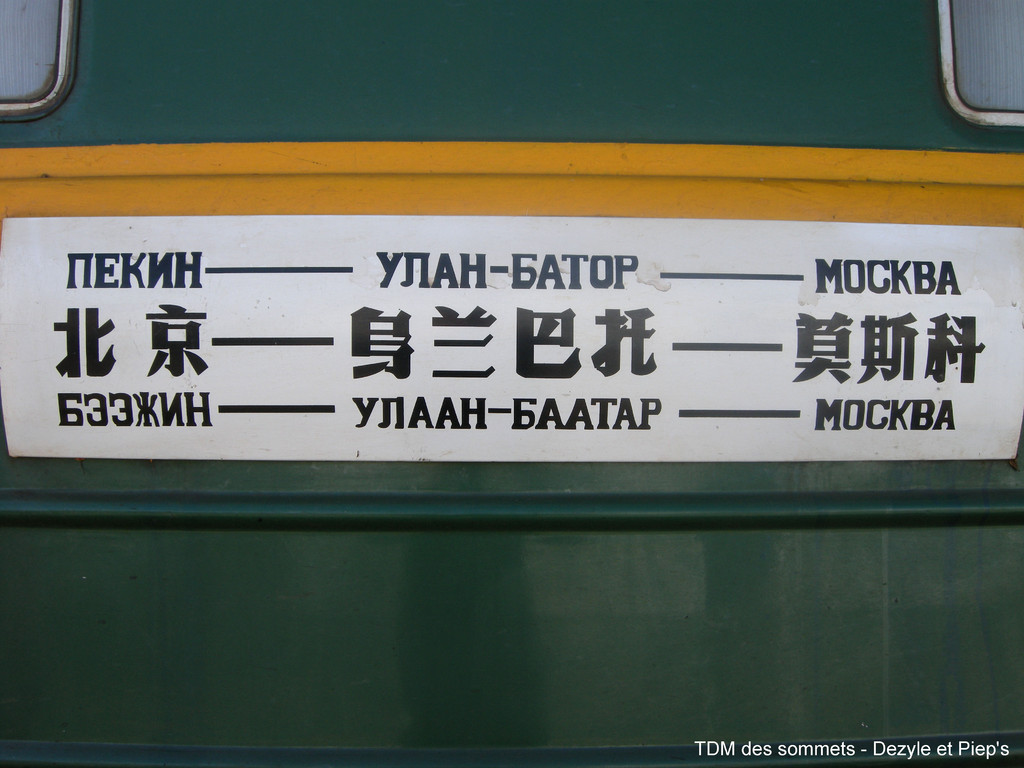 ПЕКИН — УЛАН-БАТОР — МОСКВА
北京 — 乌兰巴托 — 莫斯科
БЭЭЖИН — УЛААН-БААТАР — МОСКВА
TDM des sommets - Dezyle et Piep's